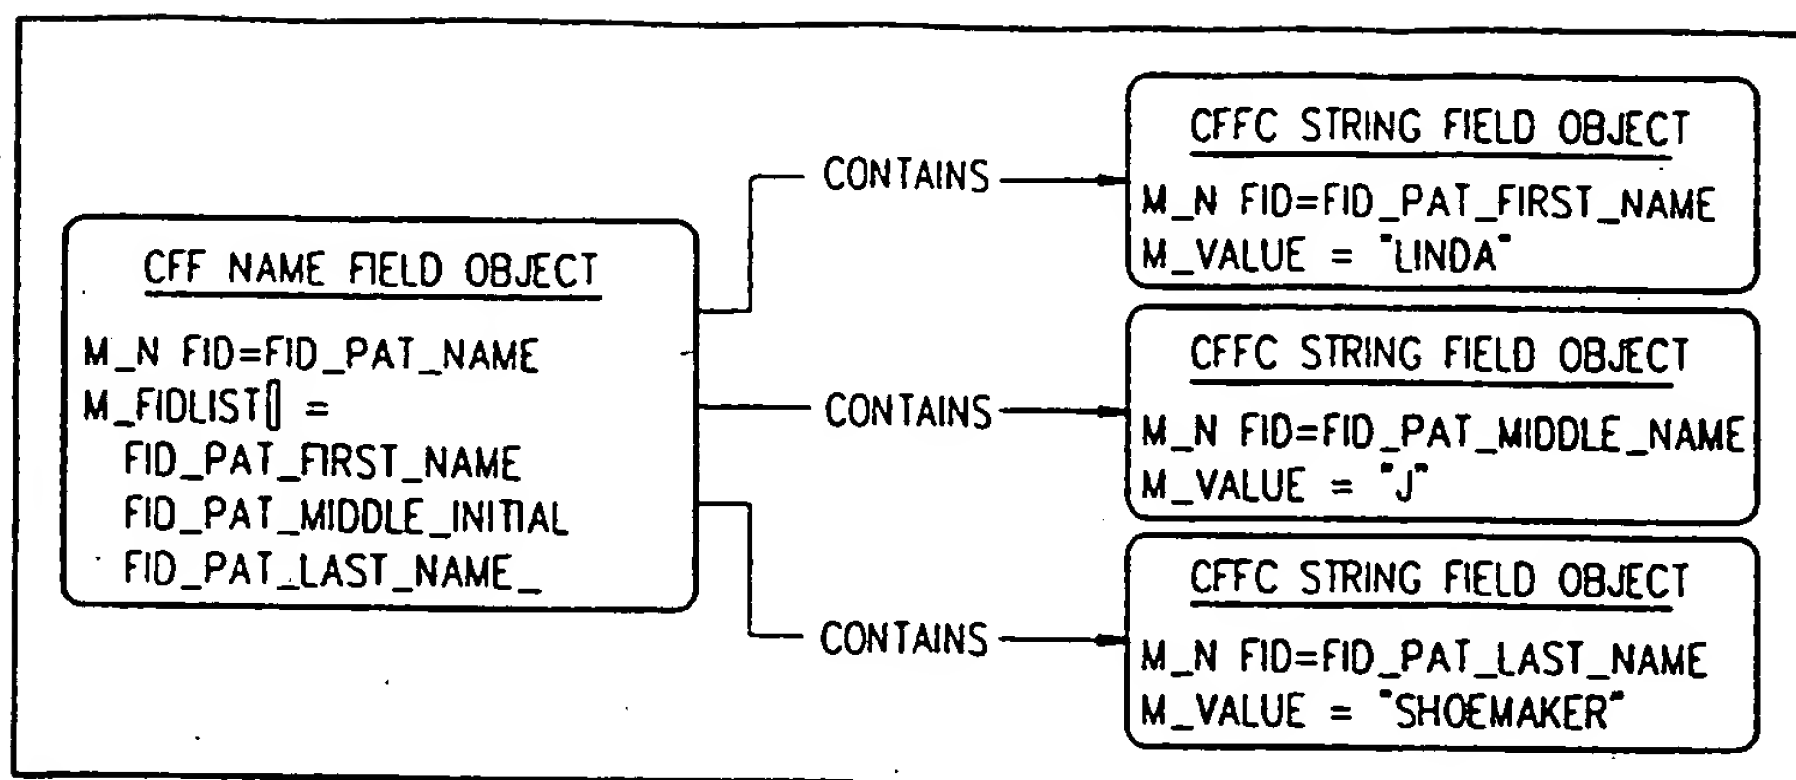 CFF NAME FIELD OBJECT
M_N FID=FID_PAT_NAME
M_FIDLIST[] =
FID_PAT_FIRST_NAME
FID_PAT_MIDDLE_INITIAL
FID_PAT_LAST_NAME_
CONTAINS
CFFC STRING FIELD OBJECT
M_N FID=FID_PAT_FIRST_NAME
M_VALUE = "LINDA"
CONTAINS
CFFC STRING FIELD OBJECT
M_N FID=FID_PAT_MIDDLE_NAME
M_VALUE = "J"
CONTAINS
CFFC STRING FIELD OBJECT
M_N FID=FID_PAT_LAST_NAME
M_VALUE = "SHOEMAKER"